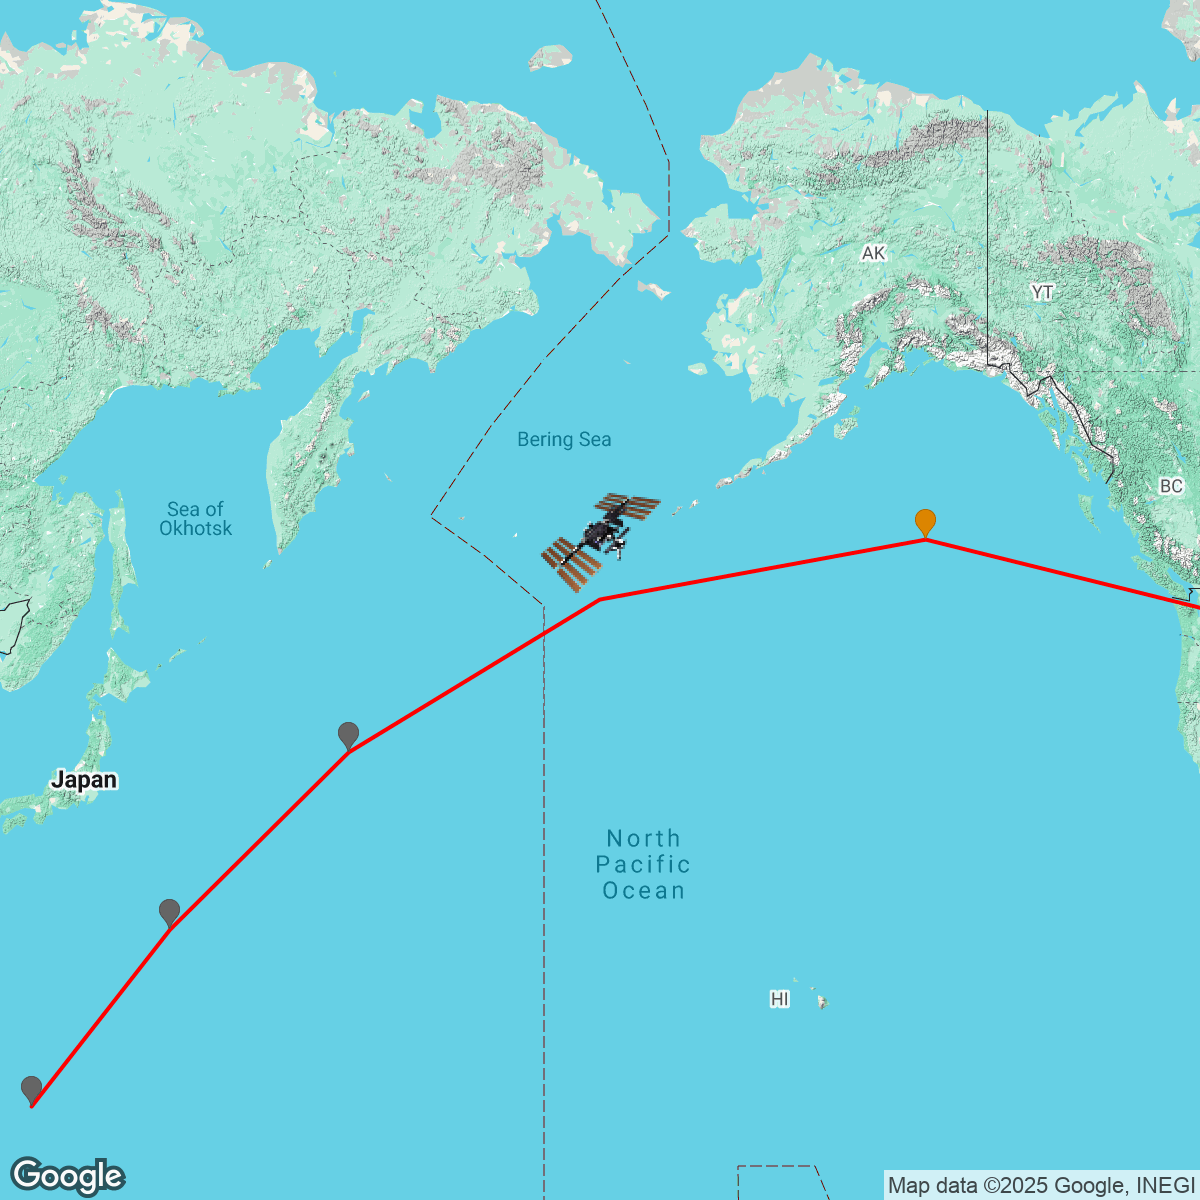 AK
YT
Bering Sea
BC
Sea of
Okhotsk
Japan
North
Pacific
Ocean
HI
Google
Map data ©2025 Google, INEGI